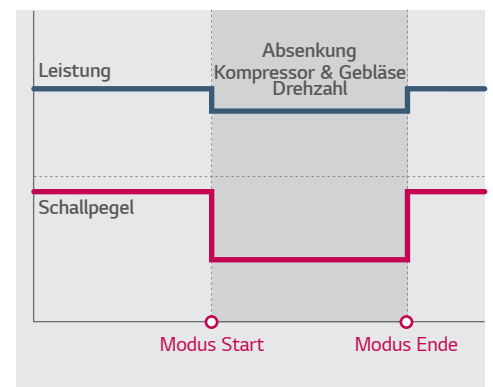 Absenkung
Leistung
Kompressor & Gebläse
Drehzahl
Schallpegel
Modus Start
Modus Ende